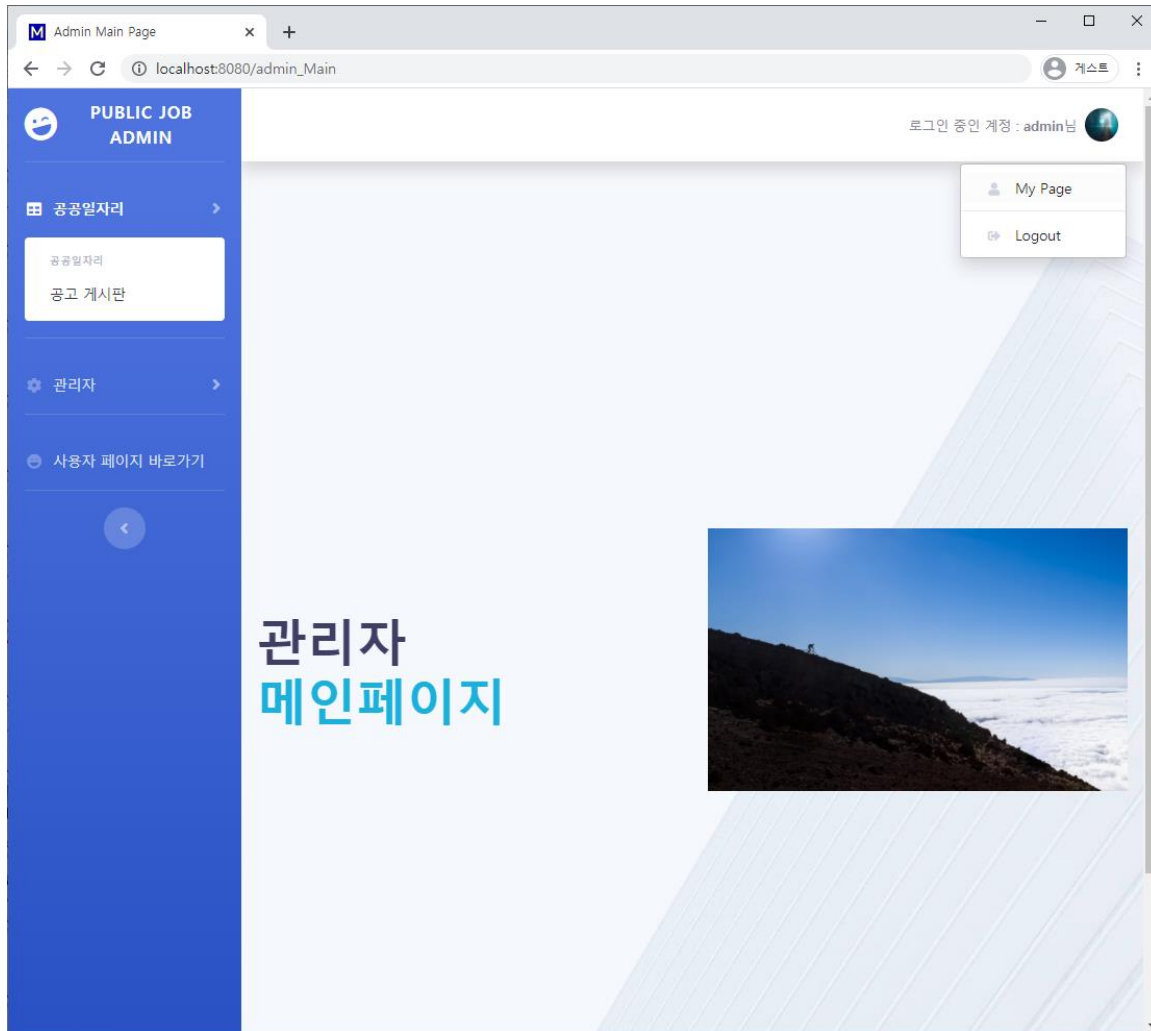 Admin Main Page
localhost:8080/admin_Main
게스트
PUBLIC JOB
ADMIN
로그인 중인 계정 : admin님
My Page
Logout
공공일자리
공공일자리
공고 게시판
관리자
사용자 페이지 바로가기
관리자
메인페이지